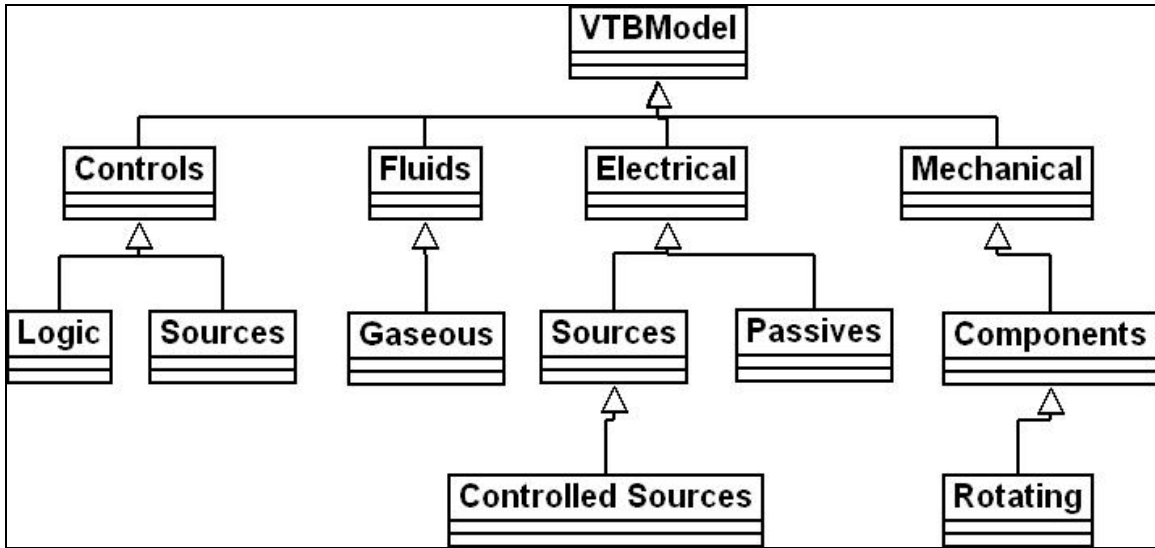 VTBModel
Controls
Fluids
Electrical
Mechanical
Logic
Sources
Gaseous
Sources
Passives
Components
Controlled Sources
Rotating